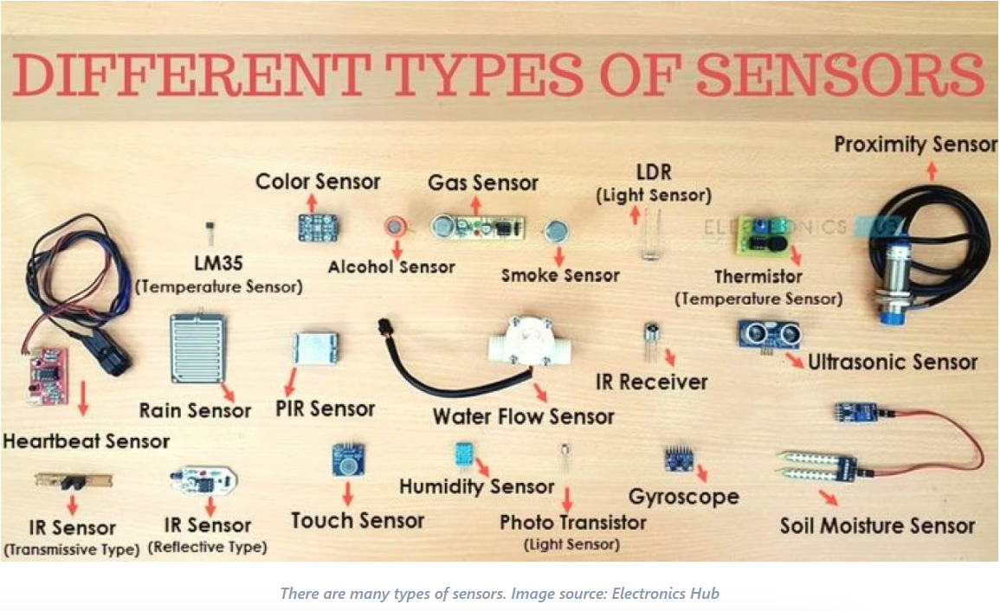 DIFFERENT TYPES OF SENSORS
Proximity Sensor
LDR
(Light Sensor)
Color Sensor
Gas Sensor
ELECTRONICS HUB
LM35
(Temperature Sensor)
Alcohol Sensor
Smoke Sensor
Thermistor
(Temperature Sensor)
Ultrasonic Sensor
IR Receiver
Rain Sensor
PIR Sensor
Water Flow Sensor
Heartbeat Sensor
Humidity Sensor
Gyroscope
IR Sensor
(Transmissive Type)
IR Sensor
(Reflective Type)
Touch Sensor
Photo Transistor
(Light Sensor)
Soil Moisture Sensor
There are many types of sensors. Image source: Electronics Hub